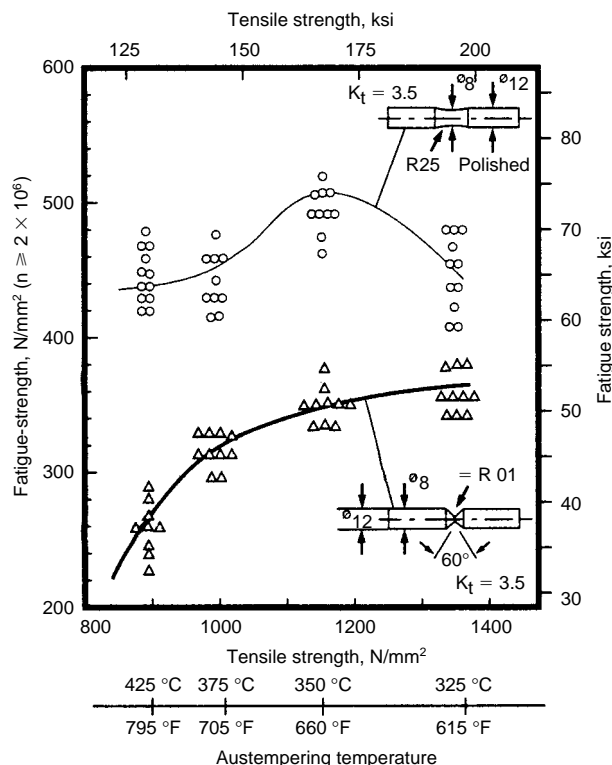 Tensile strength, ksi
125 150 175 200
600
500
400
300
200
Fatigue-strength, N/mm² (n ⩾ 2 × 10⁶)
80
70
60
50
40
30
Fatigue strength, ksi
Kt = 3.5
ø8 ø12
R25 Polished
ø8
= R 01
ø12
60°
Kt = 3.5
800 1000 1200 1400
Tensile strength, N/mm²
425 °C 375 °C 350 °C 325 °C
795 °F 705 °F 660 °F 615 °F
Austempering temperature